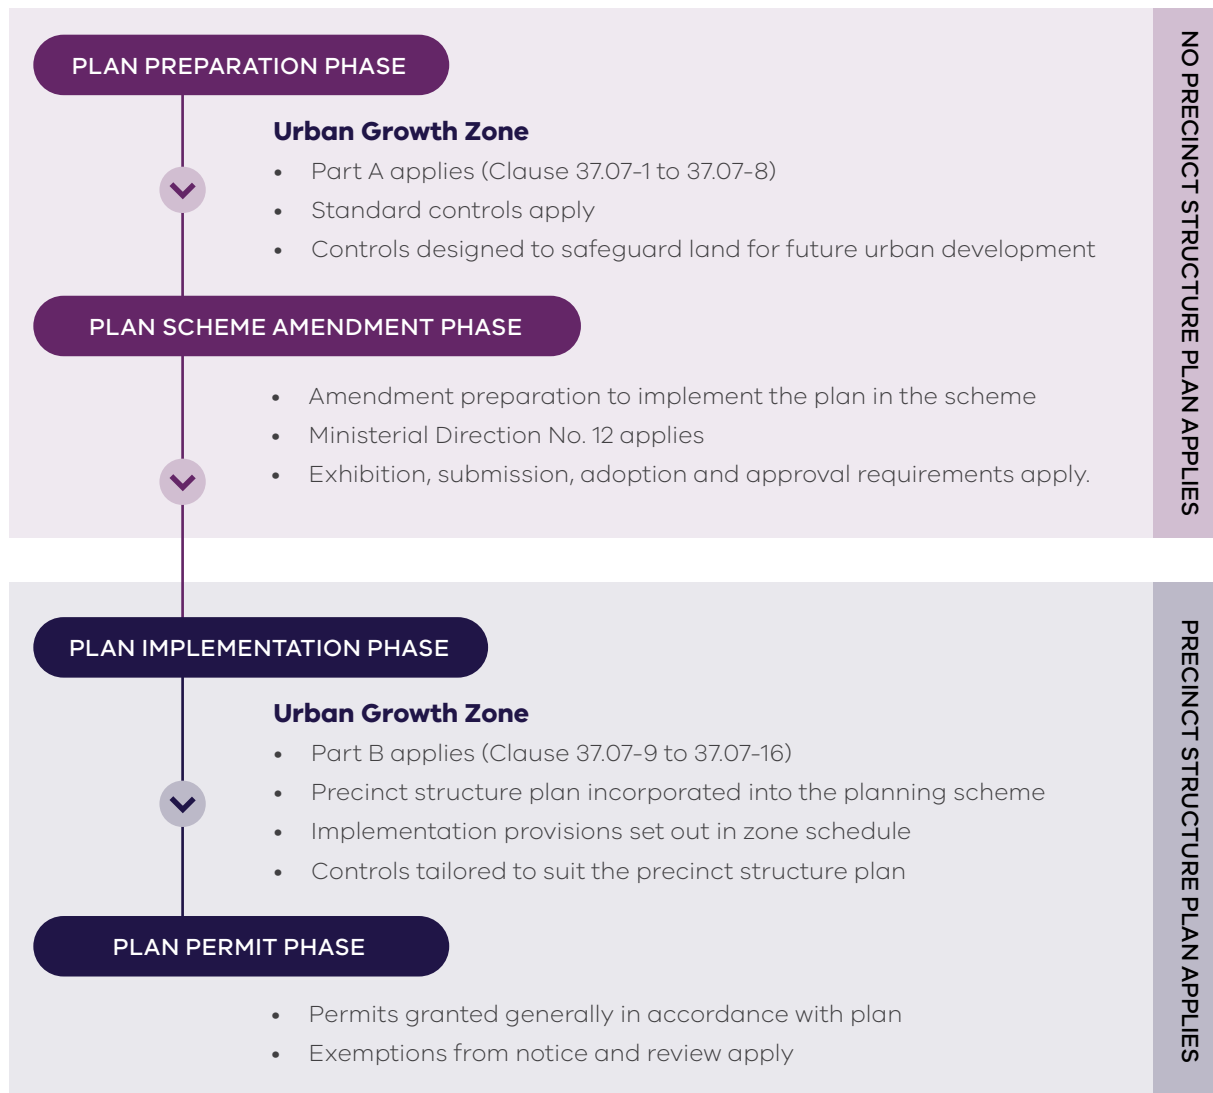 PLAN PREPARATION PHASE
Urban Growth Zone
• Part A applies (Clause 37.07-1 to 37.07-8)
• Standard controls apply
• Controls designed to safeguard land for future urban development
PLAN SCHEME AMENDMENT PHASE
• Amendment preparation to implement the plan in the scheme
• Ministerial Direction No. 12 applies
• Exhibition, submission, adoption and approval requirements apply.
NO PRECINCT STRUCTURE PLAN APPLIES
PLAN IMPLEMENTATION PHASE
Urban Growth Zone
• Part B applies (Clause 37.07-9 to 37.07-16)
• Precinct structure plan incorporated into the planning scheme
• Implementation provisions set out in zone schedule
• Controls tailored to suit the precinct structure plan
PLAN PERMIT PHASE
• Permits granted generally in accordance with plan
• Exemptions from notice and review apply
PRECINCT STRUCTURE PLAN APPLIES